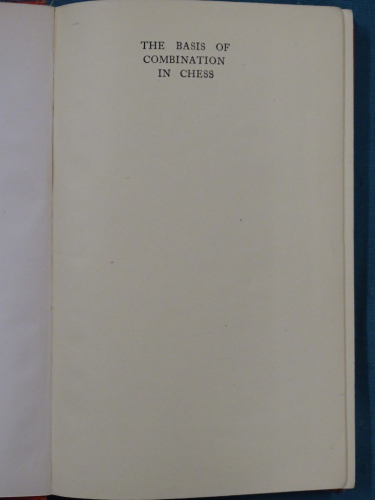 THE BASIS OF
COMBINATION
IN CHESS